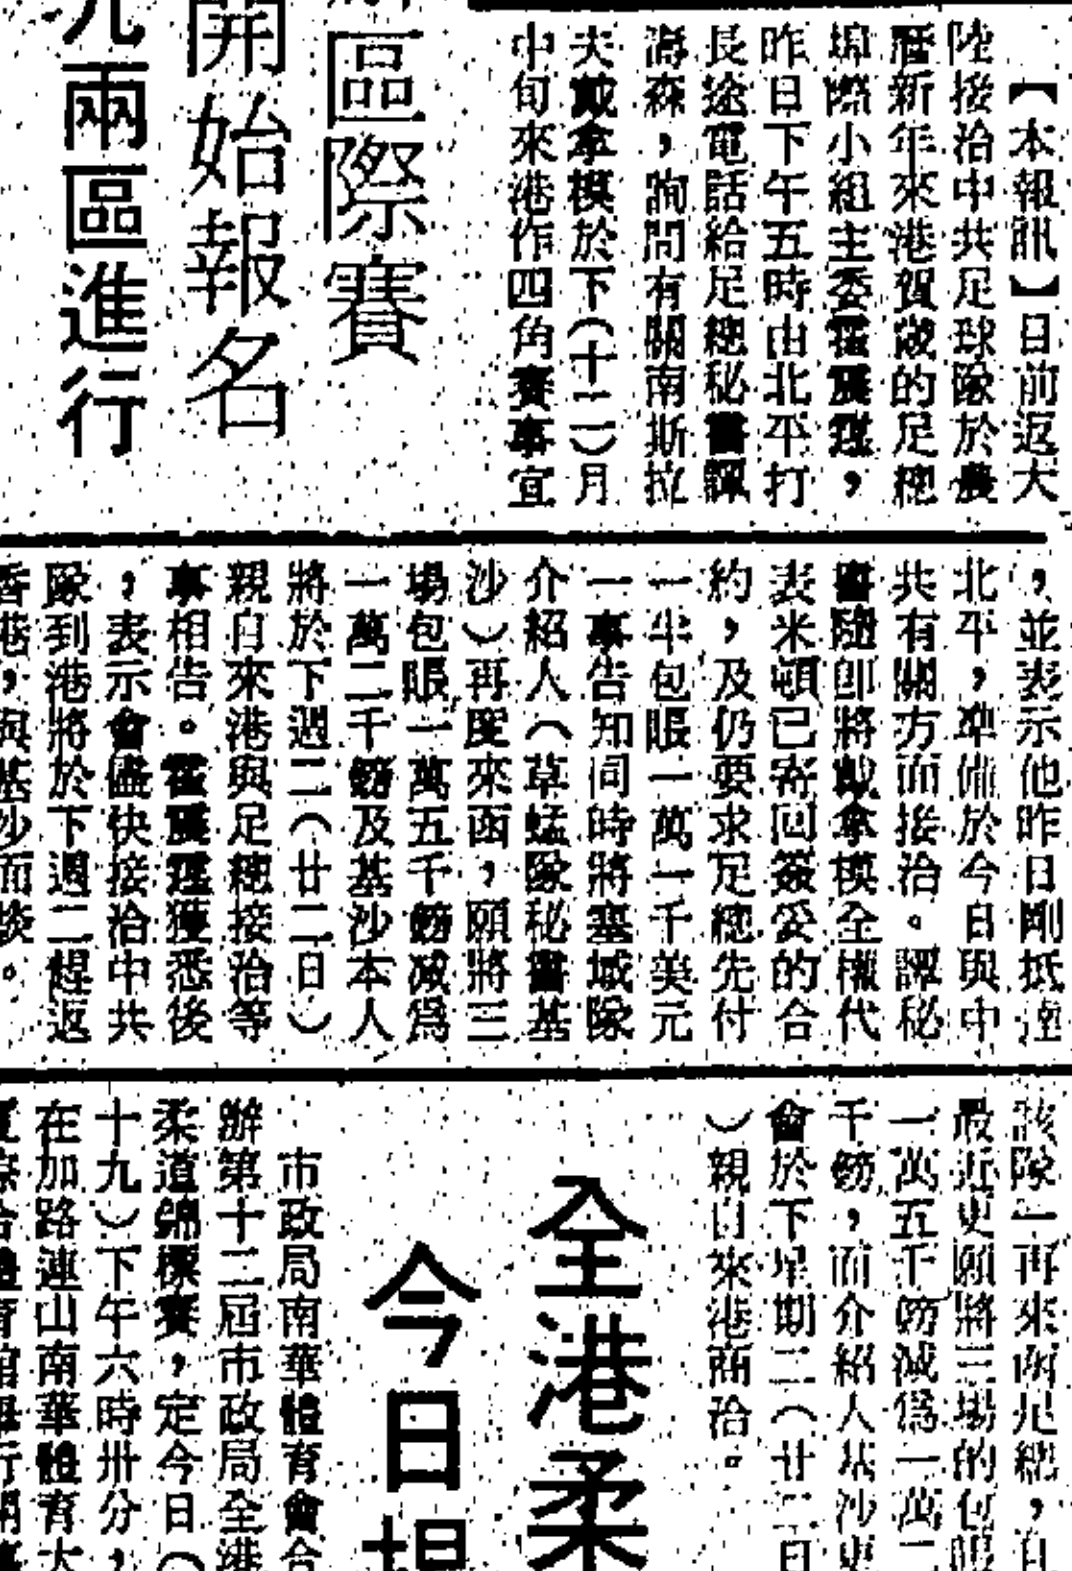 【本報訊】日前返大
陸接洽中共足球隊於農
曆新年來港賀歲的足總
埠際小組主委霍震霆,
昨日下午五時由北平打
長途電話給足總秘書譚
壽森,詢問有關南斯拉
夫戴拿模於下(十二)月
中旬來港作四角賽事宜
,並表示他昨日剛抵達
北平,準備於今日與中
共有關方面接洽。譚秘
書隨卽將戴拿模全權代
表米頓已寄回簽妥的合
約,及仍要求足總先付
一半包賬一萬一千美元
一事告知同時將塞城隊
介紹人(草蜢隊秘書基
沙)再度來函,願將三
場包賬一萬五千鎊減爲
一萬二千鎊及基沙本人
將於下週二(廿二日)
親自來港與足總接洽等
事相告。霍震霆獲悉後
,表示會儘快接洽中共
隊到港將於下週二趕返
香港,與基沙面談。
區際賽
開始報名
九兩區進行
該隊一再來函足總,
最近更願將三場的包賬
一萬五千鎊減爲一萬二
千鎊,而介紹人基沙更
會於下星期二(廿二日
)親自來港商洽。
全港柔
今日揭
市政局南華體育會合
辦第十二屆市政局全港
柔道錦標賽,定今日(
十九)下午六時卅分,
在加路連山南華體育大